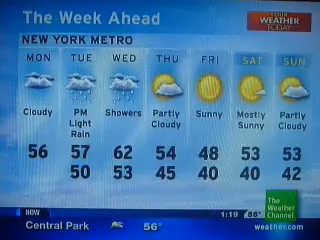 The Week Ahead
YOUR
WEATHER
TODAY
NEW YORK METRO
MON TUE WED THU FRI SAT SUN
Cloudy
PM
Light
Rain
Showers
Partly
Cloudy
Sunny
Mostly
Sunny
Partly
Cloudy
56 57 62 54 48 53 53
50 53 45 40 40 42
The
Weather
Channel
NOW
1:19 56°
Central Park 56°
weather.com